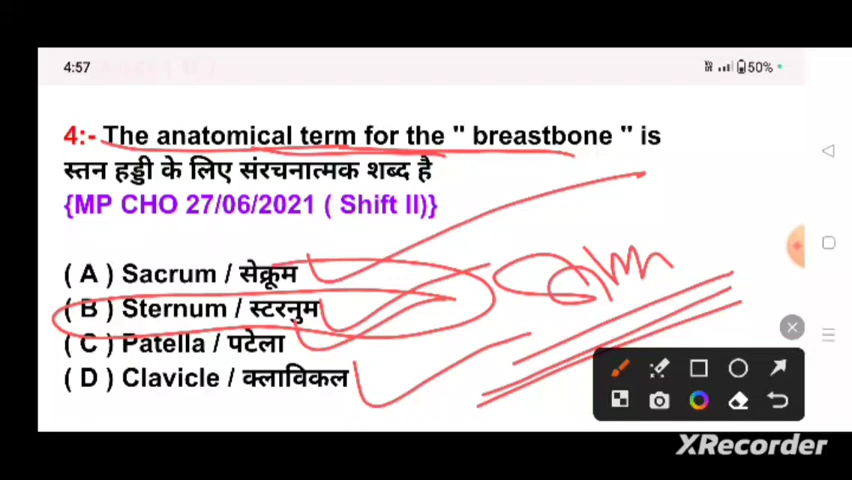 4:57
50%
4:- The anatomical term for the " breastbone " is
स्तन हड्डी के लिए संरचनात्मक शब्द है
{MP CHO 27/06/2021 ( Shift II)}
( A ) Sacrum / सेक्रूम
( B ) Sternum / स्टरनुम
( C ) Patella / पटेला
( D ) Clavicle / क्लाविकल
XRecorder